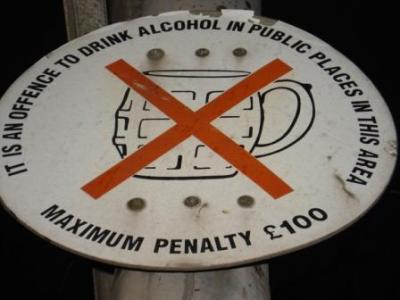 IT IS AN OFFENCE TO DRINK ALCOHOL IN PUBLIC PLACES IN THIS AREA
MAXIMUM PENALTY £100